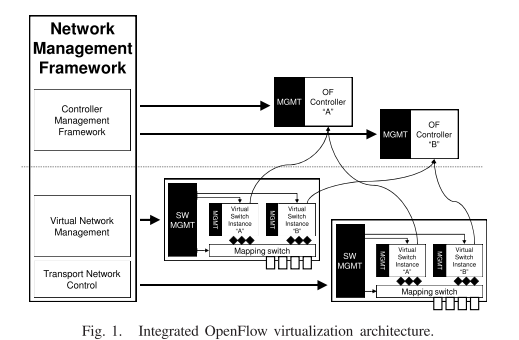 Network
Management
Framework
Controller
Management
Framework
Virtual Network
Management
Transport Network
Control
MGMT
OF
Controller
"A"
MGMT
OF
Controller
"B"
SW
MGMT
MGMT
Virtual
Switch
Instance
"A"
MGMT
Virtual
Switch
Instance
"B"
Mapping switch
SW
MGMT
MGMT
Virtual
Switch
Instance
"A"
MGMT
Virtual
Switch
Instance
"B"
Mapping switch
Fig. 1. Integrated OpenFlow virtualization architecture.